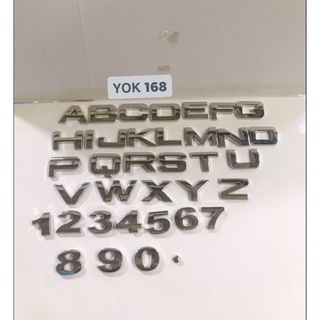 YOK 168
ABCDEFG
HIJKLMNO
PQRSTU
VWXYZ
1234567
890